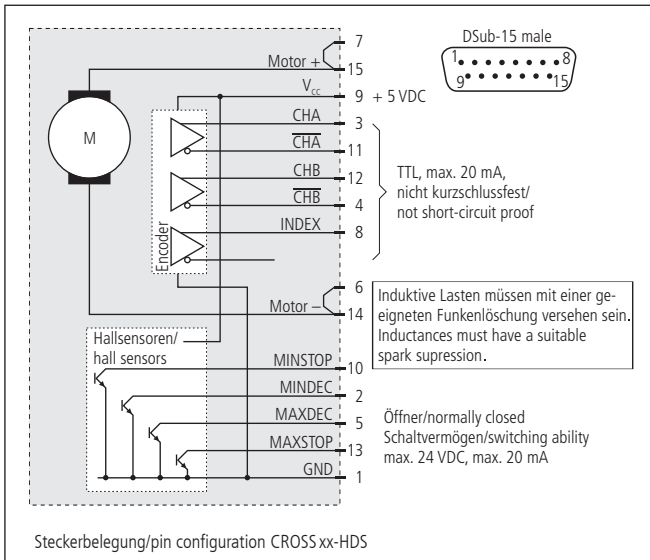 DSub-15 male
1
8
9
15
7
Motor +
15
Vcc
9 + 5 VDC
CHA
3
CHA
11
CHB
12
CHB
4
INDEX
8
TTL, max. 20 mA,
nicht kurzschlussfest/
not short-circuit proof
M
Encoder
6
Motor –
14
Induktive Lasten müssen mit einer ge-
eigneten Funkenlöschung versehen sein.
Inductances must have a suitable
spark supression.
Hallsensoren/
hall sensors
MINSTOP
10
MINDEC
2
MAXDEC
5
MAXSTOP
13
GND
1
Öffner/normally closed
Schaltvermögen/switching ability
max. 24 VDC, max. 20 mA
Steckerbelegung/pin configuration CROSS xx-HDS